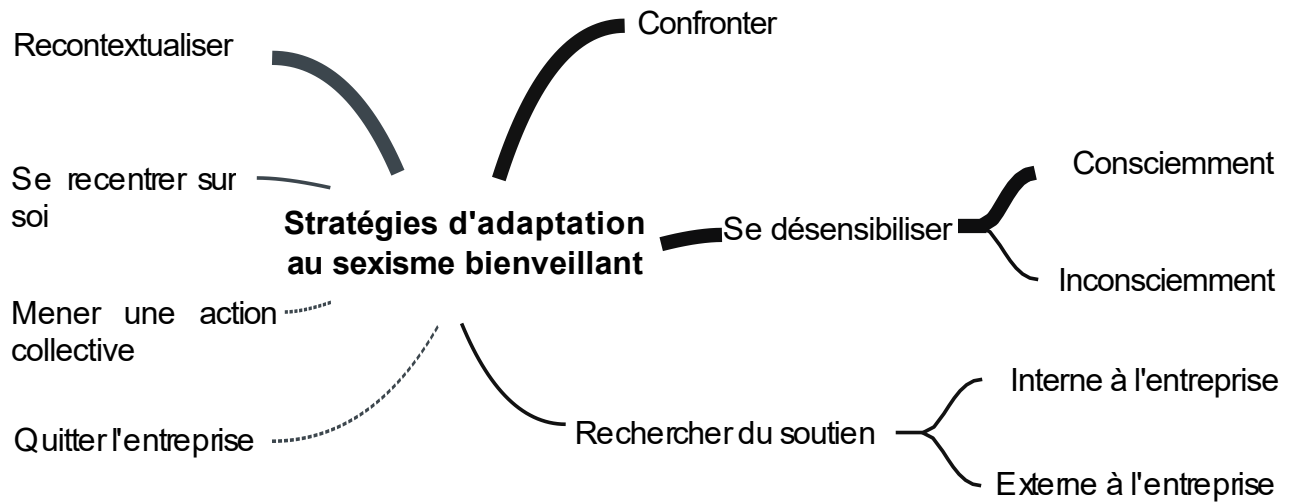 Confronter
Recontextualiser
Consciemment
Se recentrer sur
soi
Stratégies d'adaptation
au sexisme bienveillant
Se désensibiliser
Inconsciemment
Mener une action
collective
Interne à l'entreprise
Quitter l'entreprise
Rechercher du soutien
Externe à l'entreprise